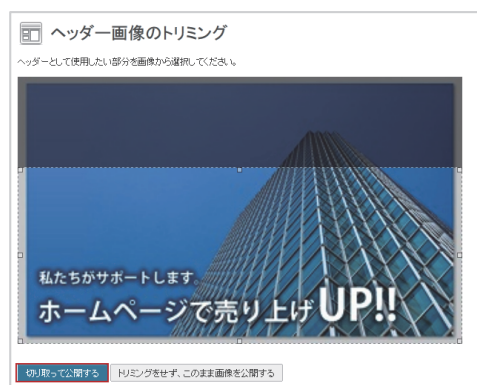 ヘッダー画像のトリミング
ヘッダーとして使用したい部分を画像から選択してください。
私たちがサポートします。
ホームページで売り上げUP!!
切り取って公開する
トリミングをせず、このまま画像を公開する